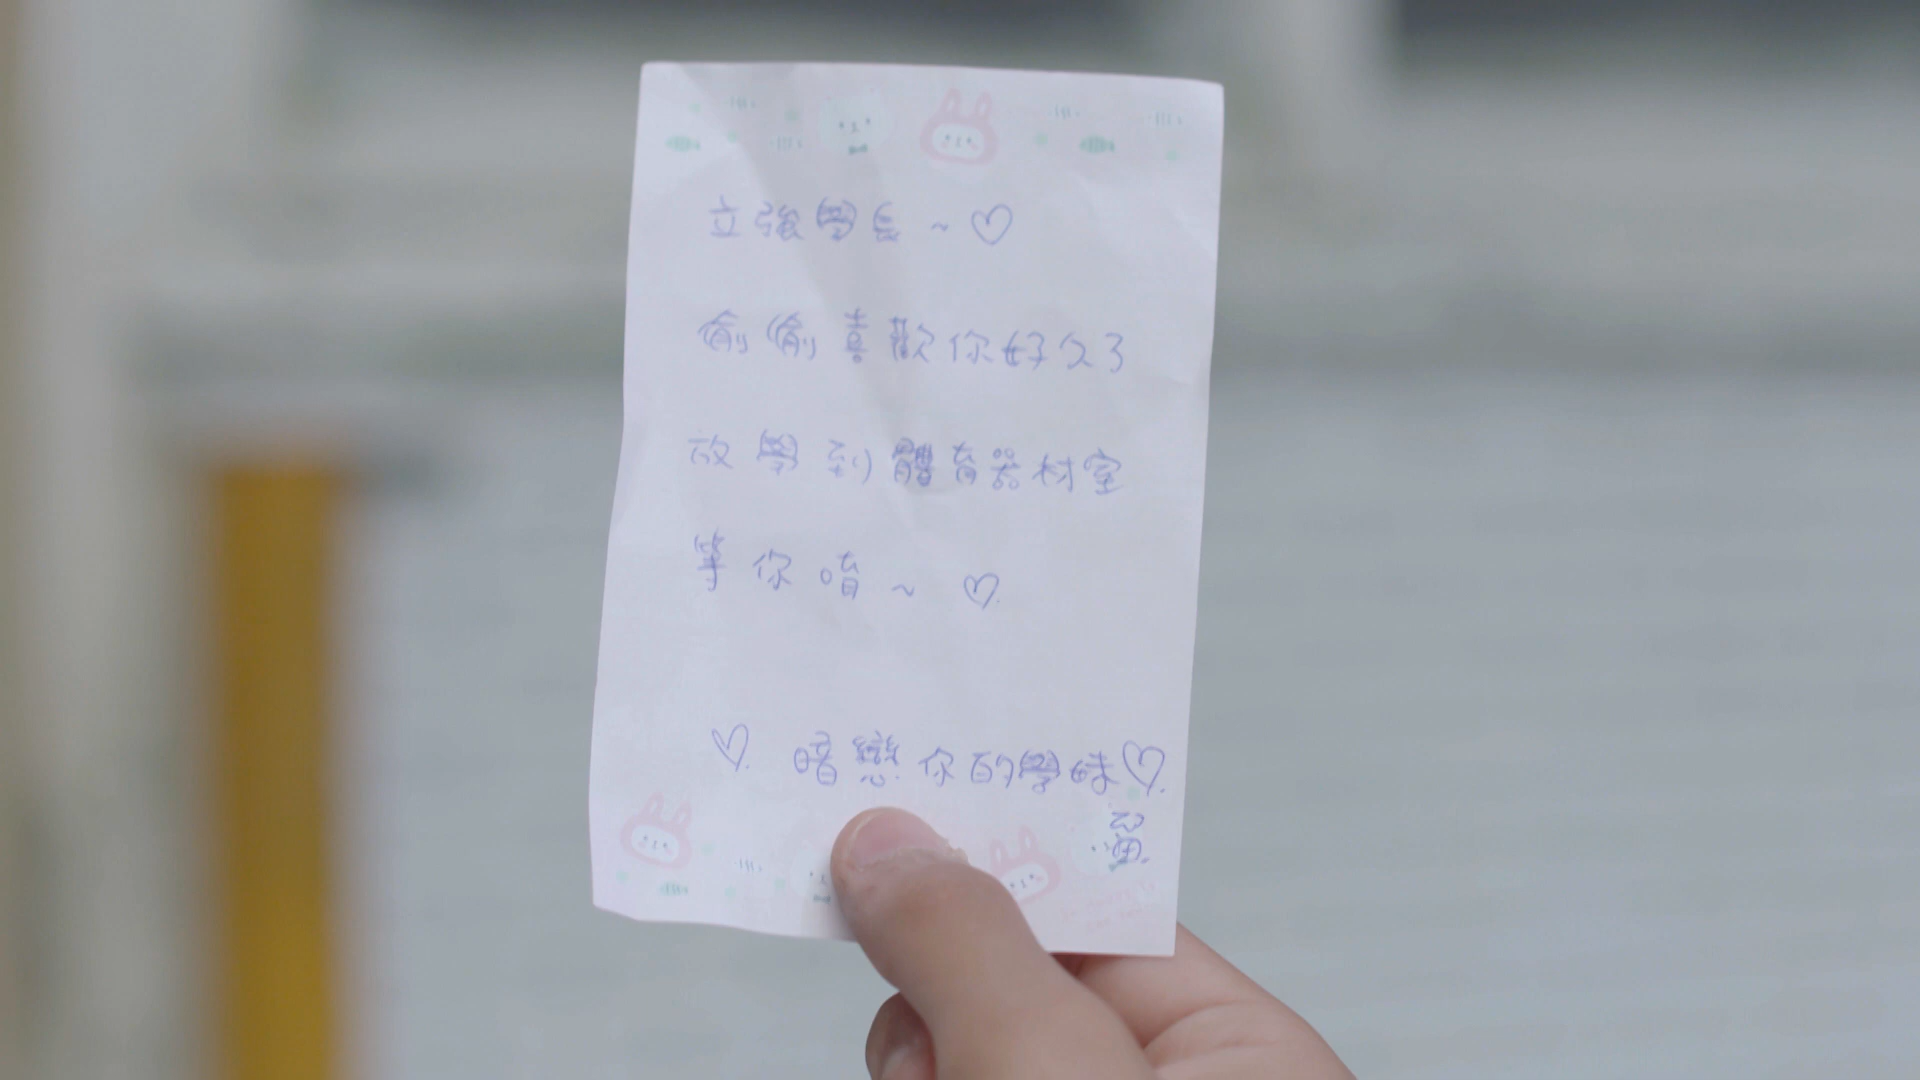 立強學長~♡
偷偷喜歡你好久了
放學到體育器材室
等你唷~♡
♡暗戀你的學妹♡
留